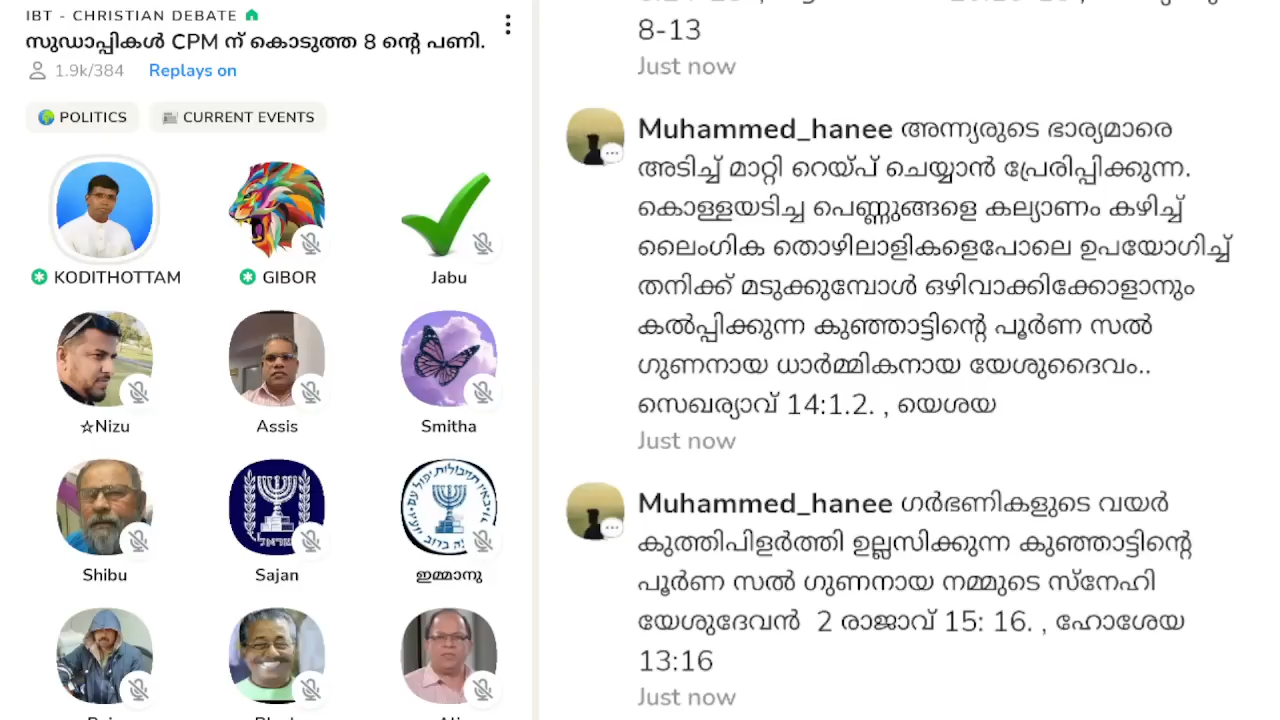 IBT - CHRISTIAN DEBATE
സുഡാപ്പികൾ CPM ന് കൊടുത്ത 8 ന്റെ പണി.
1.9k/384 Replays on
POLITICS CURRENT EVENTS
KODITHOTTAM GIBOR Jabu
☆Nizu Assis Smitha
Shibu Sajan ഇമ്മാനു
8-13
Just now
Muhammed_hanee അന്ന്യരുടെ ഭാര്യമാരെ
അടിച്ച് മാറ്റി റെയ്പ് ചെയ്യാൻ പ്രേരിപ്പിക്കുന്ന.
കൊള്ളയടിച്ച പെണ്ണുങ്ങളെ കല്യാണം കഴിച്ച്
ലൈംഗിക തൊഴിലാളികളെപോലെ ഉപയോഗിച്ച്
തനിക്ക് മടുക്കുമ്പോൾ ഒഴിവാക്കിക്കോളാനും
കൽപ്പിക്കുന്ന കുഞ്ഞാട്ടിന്റെ പൂർണ സൽ
ഗുണനായ ധാർമ്മികനായ യേശുദൈവം..
സെഖര്യാവ് 14:1.2. , യെശയ
Just now
Muhammed_hanee ഗർഭണികളുടെ വയർ
കുത്തിപിളർത്തി ഉല്ലസിക്കുന്ന കുഞ്ഞാട്ടിന്റെ
പൂർണ സൽ ഗുണനായ നമ്മുടെ സ്നേഹി
യേശുദേവൻ 2 രാജാവ് 15: 16. , ഹോശേയ
13:16
Just now